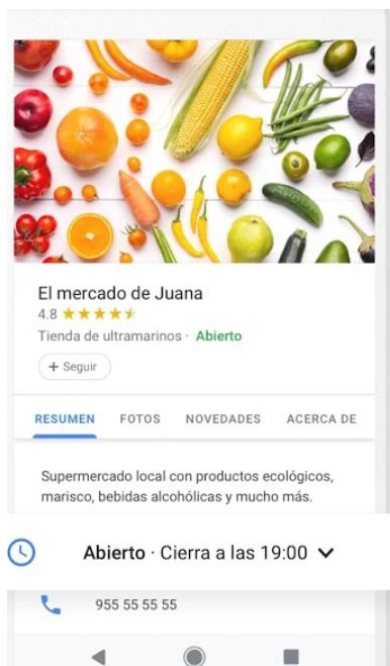 El mercado de Juana
4.8
Tienda de ultramarinos · Abierto
+ Seguir
RESUMEN FOTOS NOVEDADES ACERCA DE
Supermercado local con productos ecológicos,
marisco, bebidas alcohólicas y mucho más.
Abierto · Cierra a las 19:00
955 55 55 55